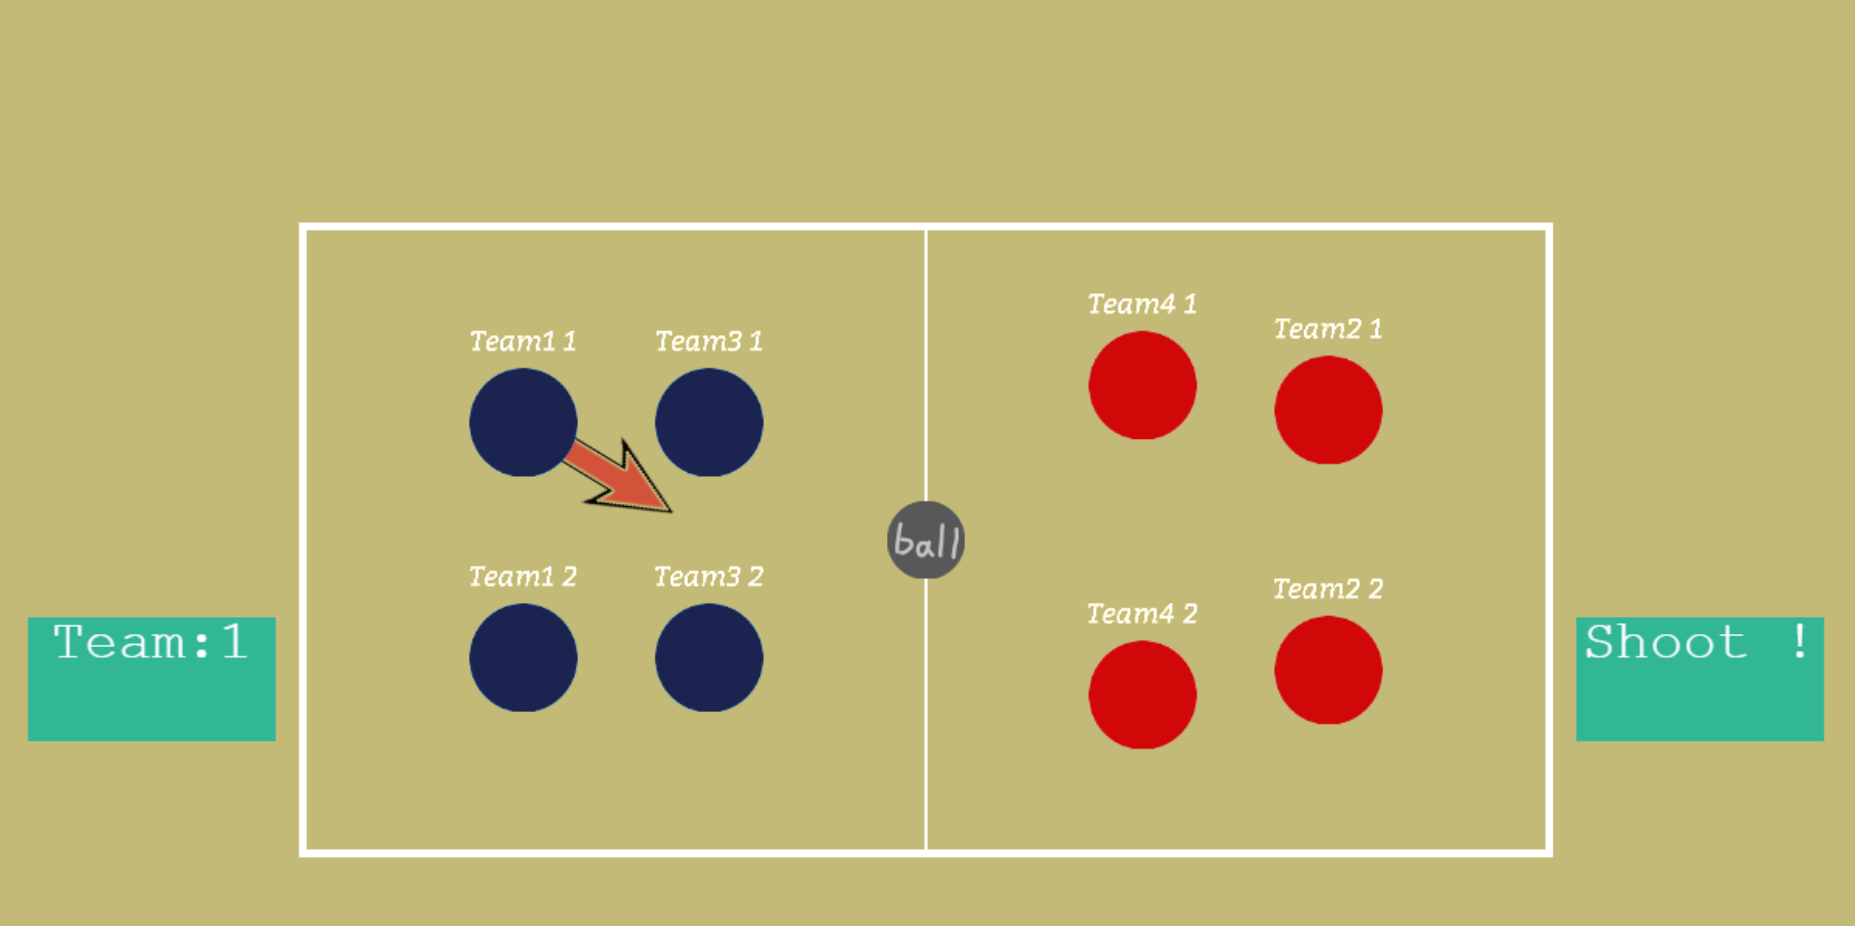 Team4 1
Team2 1
Team1 1
Team3 1
ball
Team1 2
Team3 2
Team2 2
Team4 2
Team:1
Shoot !